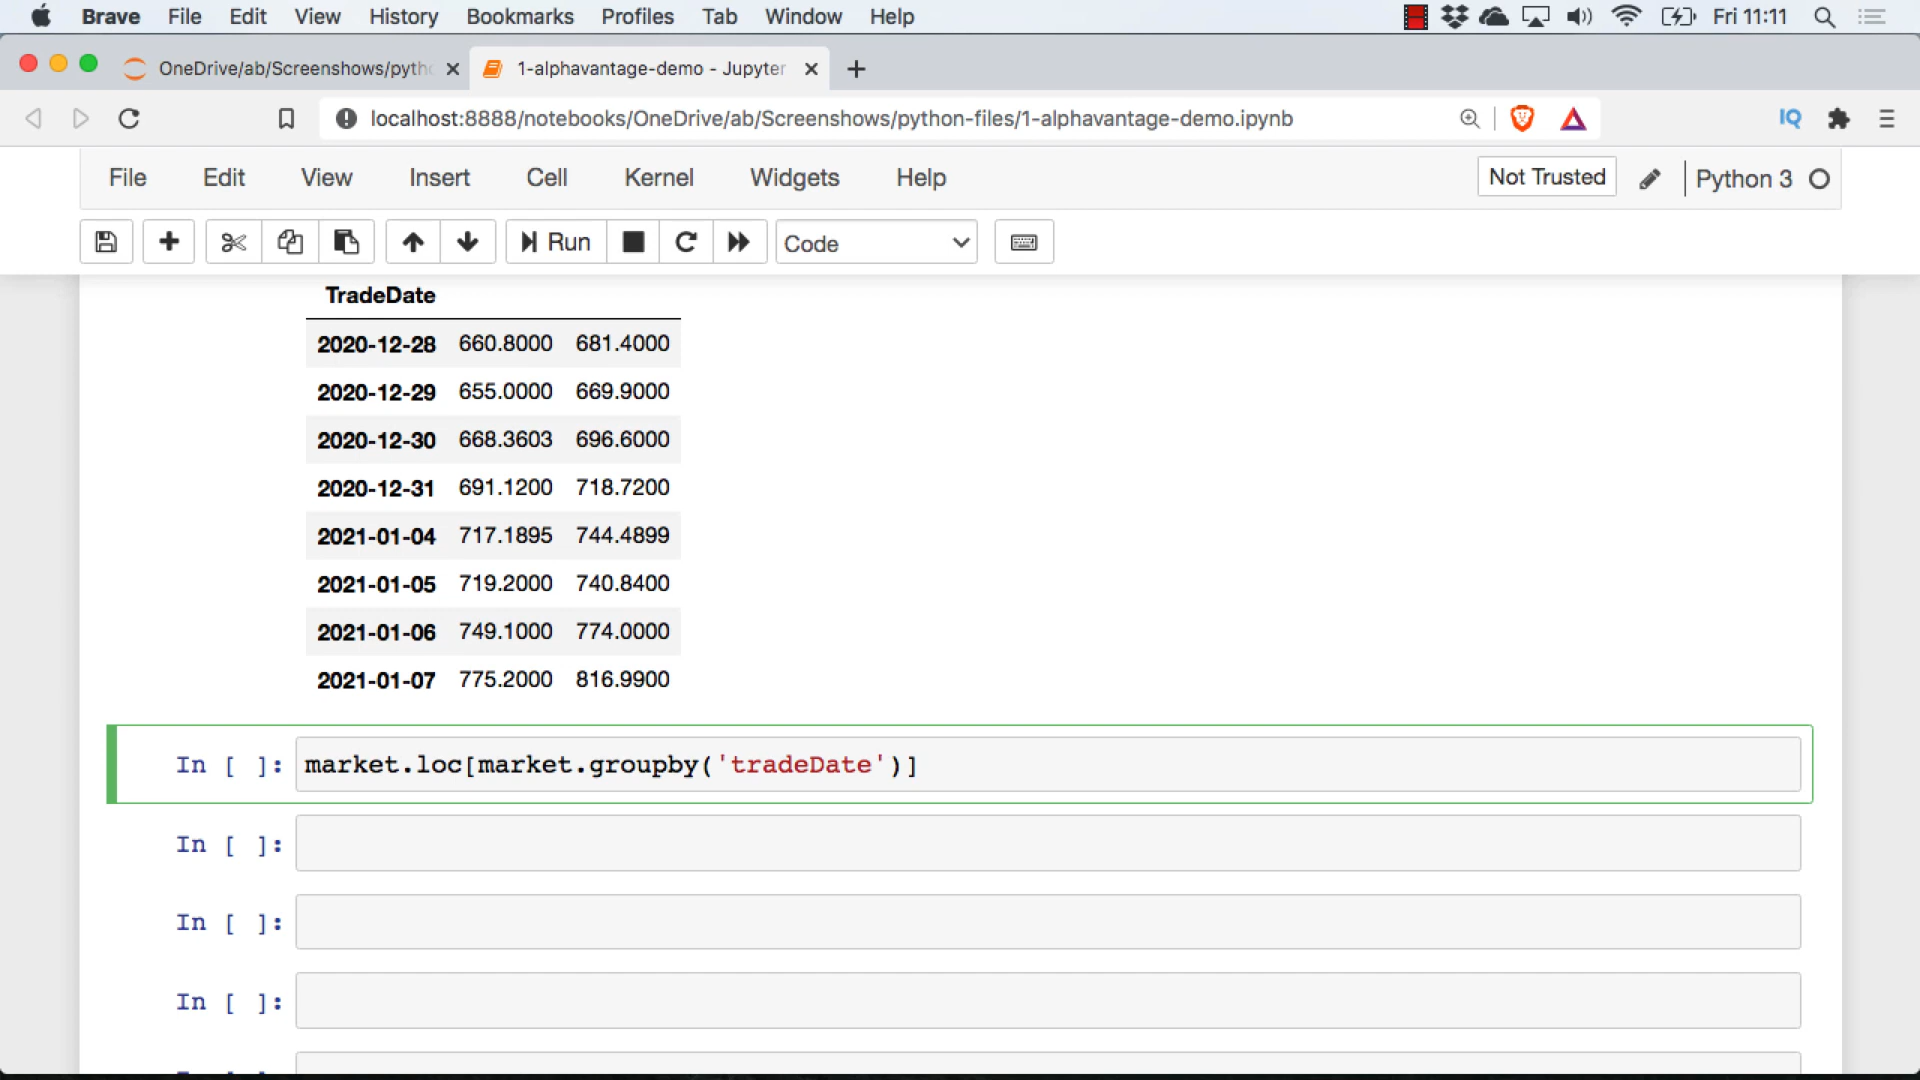 Brave File Edit View History Bookmarks Profiles Tab Window Help Fri 11:11
OneDrive/ab/Screenshows/pyth 1-alphavantage-demo - Jupyter
localhost:8888/notebooks/OneDrive/ab/Screenshows/python-files/1-alphavantage-demo.ipynb IQ
File Edit View Insert Cell Kernel Widgets Help Not Trusted Python 3
Run Code
TradeDate
2020-12-28 660.8000 681.4000
2020-12-29 655.0000 669.9000
2020-12-30 668.3603 696.6000
2020-12-31 691.1200 718.7200
2021-01-04 717.1895 744.4899
2021-01-05 719.2000 740.8400
2021-01-06 749.1000 774.0000
2021-01-07 775.2000 816.9900
In [ ]: market.loc[market.groupby('tradeDate')]
In [ ]:
In [ ]:
In [ ]: